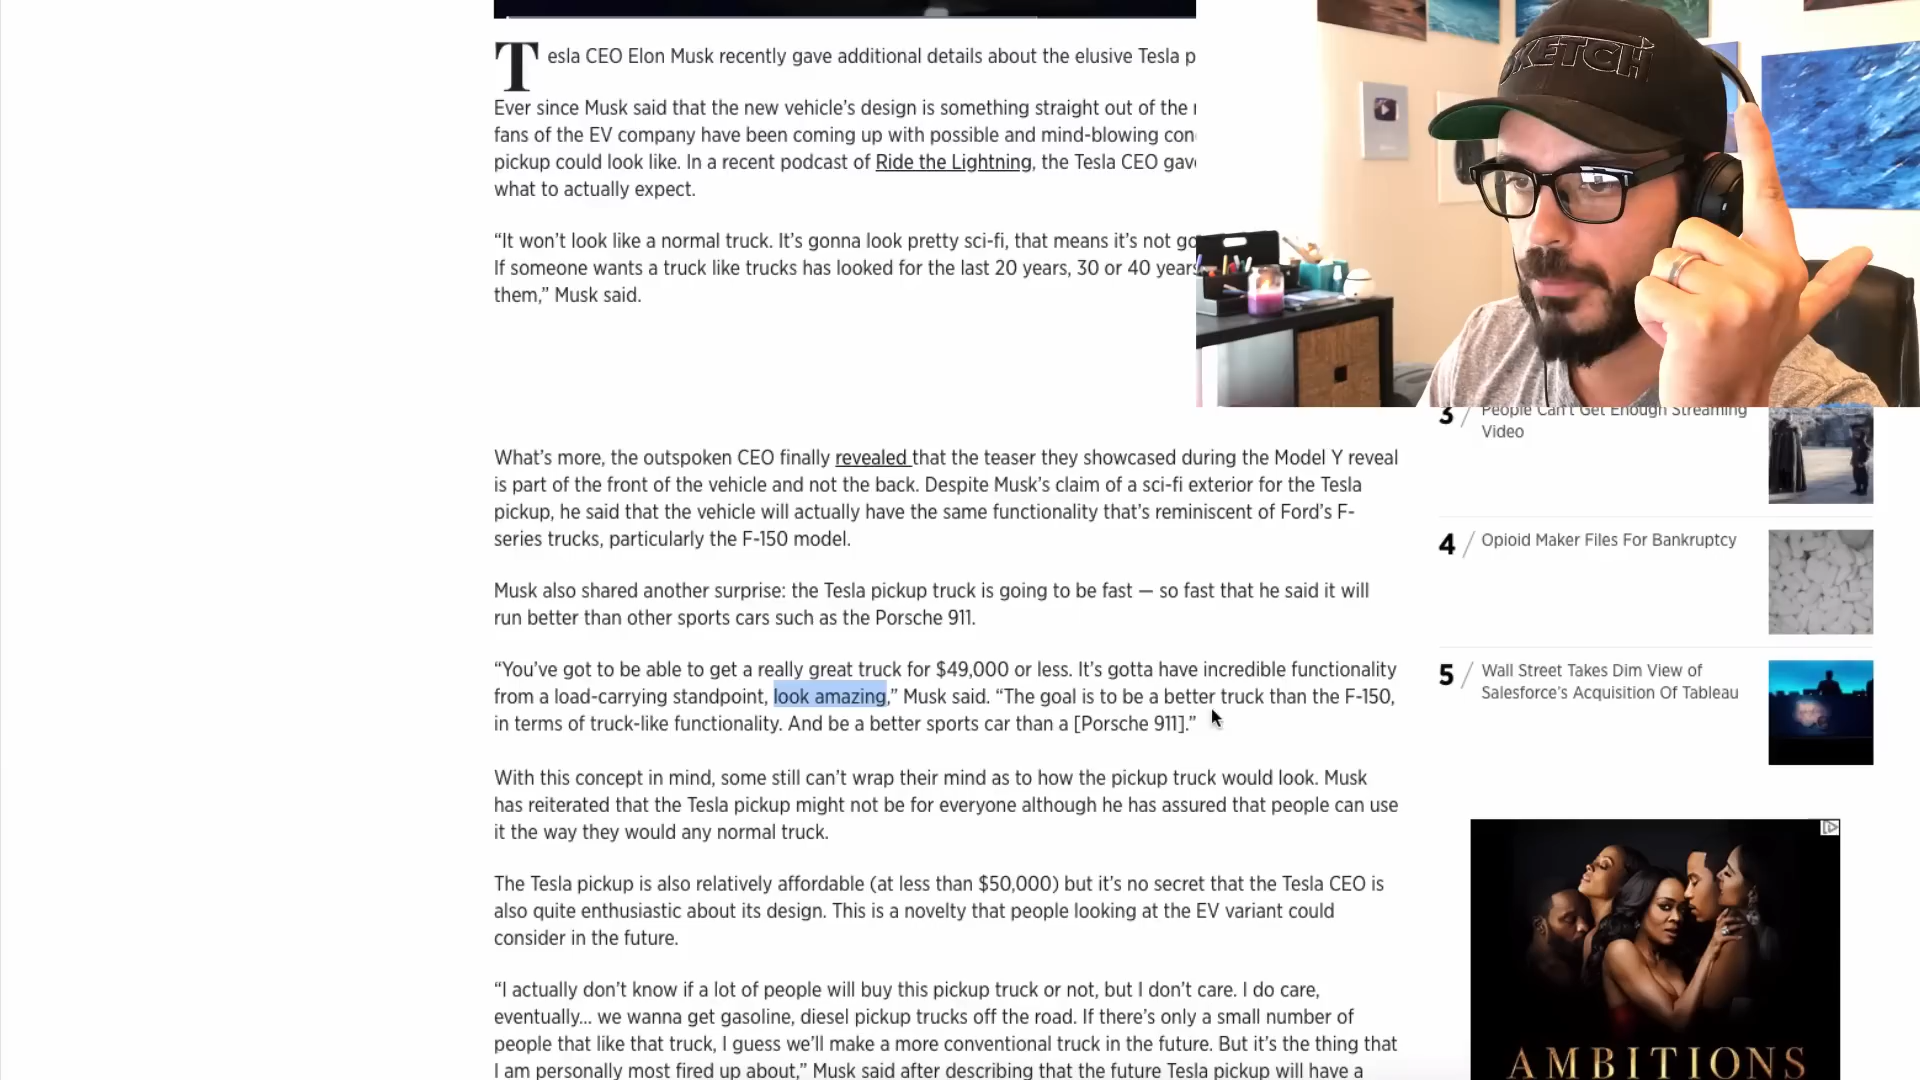 Tesla CEO Elon Musk recently gave additional details about the elusive Tesla p
Ever since Musk said that the new vehicle’s design is something straight out of the
fans of the EV company have been coming up with possible and mind-blowing con
pickup could look like. In a recent podcast of Ride the Lightning, the Tesla CEO gav
what to actually expect.
“It won’t look like a normal truck. It’s gonna look pretty sci-fi, that means it’s not go
If someone wants a truck like trucks has looked for the last 20 years, 30 or 40 years
them,” Musk said.
What’s more, the outspoken CEO finally revealed that the teaser they showcased during the Model Y reveal
is part of the front of the vehicle and not the back. Despite Musk’s claim of a sci-fi exterior for the Tesla
pickup, he said that the vehicle will actually have the same functionality that’s reminiscent of Ford’s F-
series trucks, particularly the F-150 model.
Musk also shared another surprise: the Tesla pickup truck is going to be fast — so fast that he said it will
run better than other sports cars such as the Porsche 911.
“You’ve got to be able to get a really great truck for $49,000 or less. It’s gotta have incredible functionality
from a load-carrying standpoint, look amazing,” Musk said. “The goal is to be a better truck than the F-150,
in terms of truck-like functionality. And be a better sports car than a [Porsche 911].”
With this concept in mind, some still can’t wrap their mind as to how the pickup truck would look. Musk
has reiterated that the Tesla pickup might not be for everyone although he has assured that people can use
it the way they would any normal truck.
The Tesla pickup is also relatively affordable (at less than $50,000) but it’s no secret that the Tesla CEO is
also quite enthusiastic about its design. This is a novelty that people looking at the EV variant could
consider in the future.
“I actually don’t know if a lot of people will buy this pickup truck or not, but I don’t care. I do care,
eventually... we wanna get gasoline, diesel pickup trucks off the road. If there’s only a small number of
people that like that truck, I guess we’ll make a more conventional truck in the future. But it’s the thing that
I am personally most fired up about,” Musk said after describing that the future Tesla pickup will have a
SKETCH
3 / People Can’t Get Enough Streaming
Video
4 / Opioid Maker Files For Bankruptcy
5 / Wall Street Takes Dim View of
Salesforce’s Acquisition Of Tableau
AMBITIONS